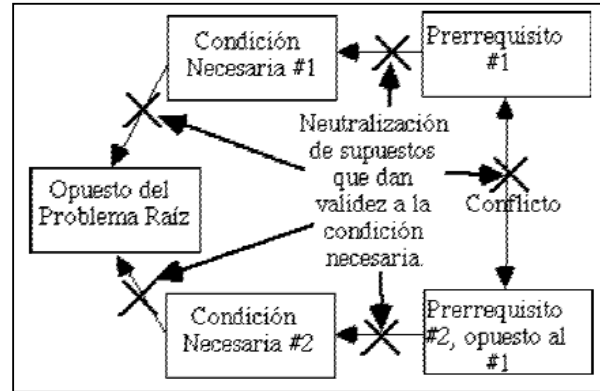 Condición
Necesaria #1
Prerrequisito
#1
Neutralización
de supuestos
que dan
validez a la
condición
necesaria.
Opuesto del
Problema Raíz
Conflicto
Condición
Necesaria #2
Prerrequisito
#2, opuesto al
#1